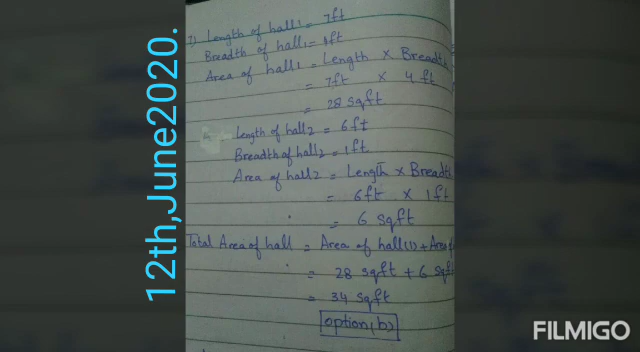 12th,June2020.
7) Length of hall1 = 7ft
Breadth of hall1 = 4ft
Area of hall1 = Length × Breadth
= 7ft × 4 ft
= 28 sqft
Length of hall2 = 6ft
Breadth of hall2 = 1ft
Area of hall2 = Length × Breadth
= 6ft × 1ft
= 6 sqft
Total Area of hall = Area of hall(1) + Area
= 28 sqft + 6 sqft
= 34 sqft
option(b)
FILMIGO